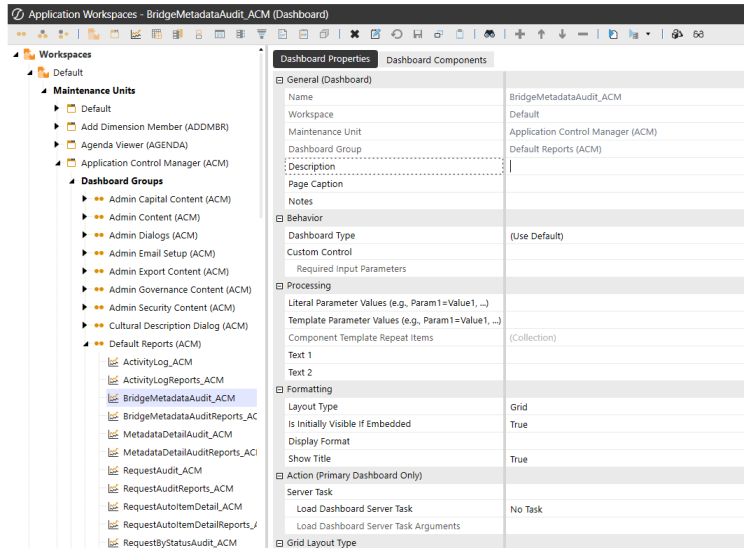 Application Workspaces - BridgeMetadataAudit_ACM (Dashboard)
Workspaces
Default
Maintenance Units
Default
Add Dimension Member (ADDMBR)
Agenda Viewer (AGENDA)
Application Control Manager (ACM)
Dashboard Groups
Admin Capital Content (ACM)
Admin Content (ACM)
Admin Dialogs (ACM)
Admin Email Setup (ACM)
Admin Export Content (ACM)
Admin Governance Content (ACM)
Admin Security Content (ACM)
Cultural Description Dialog (ACM)
Default Reports (ACM)
ActivityLog_ACM
ActivityLogReports_ACM
BridgeMetadataAudit_ACM
BridgeMetadataAuditReports_AC
MetadataDetailAudit_ACM
MetadataDetailAuditReports_ACI
RequestAudit_ACM
RequestAuditReports_ACM
RequestAutoItemDetail_ACM
RequestAutoItemDetailReports_A
RequestByStatusAudit_ACM
Dashboard Properties Dashboard Components
General (Dashboard)
Name BridgeMetadataAudit_ACM
Workspace Default
Maintenance Unit Application Control Manager (ACM)
Dashboard Group Default Reports (ACM)
Description
Page Caption
Notes
Behavior
Dashboard Type (Use Default)
Custom Control
Required Input Parameters
Processing
Literal Parameter Values (e.g., Param1=Value1, ...)
Template Parameter Values (e.g., Param1=Value1, ...)
Component Template Repeat Items (Collection)
Text 1
Text 2
Formatting
Layout Type Grid
Is Initially Visible If Embedded True
Display Format
Show Title True
Action (Primary Dashboard Only)
Server Task
Load Dashboard Server Task No Task
Load Dashboard Server Task Arguments
Grid Layout Type